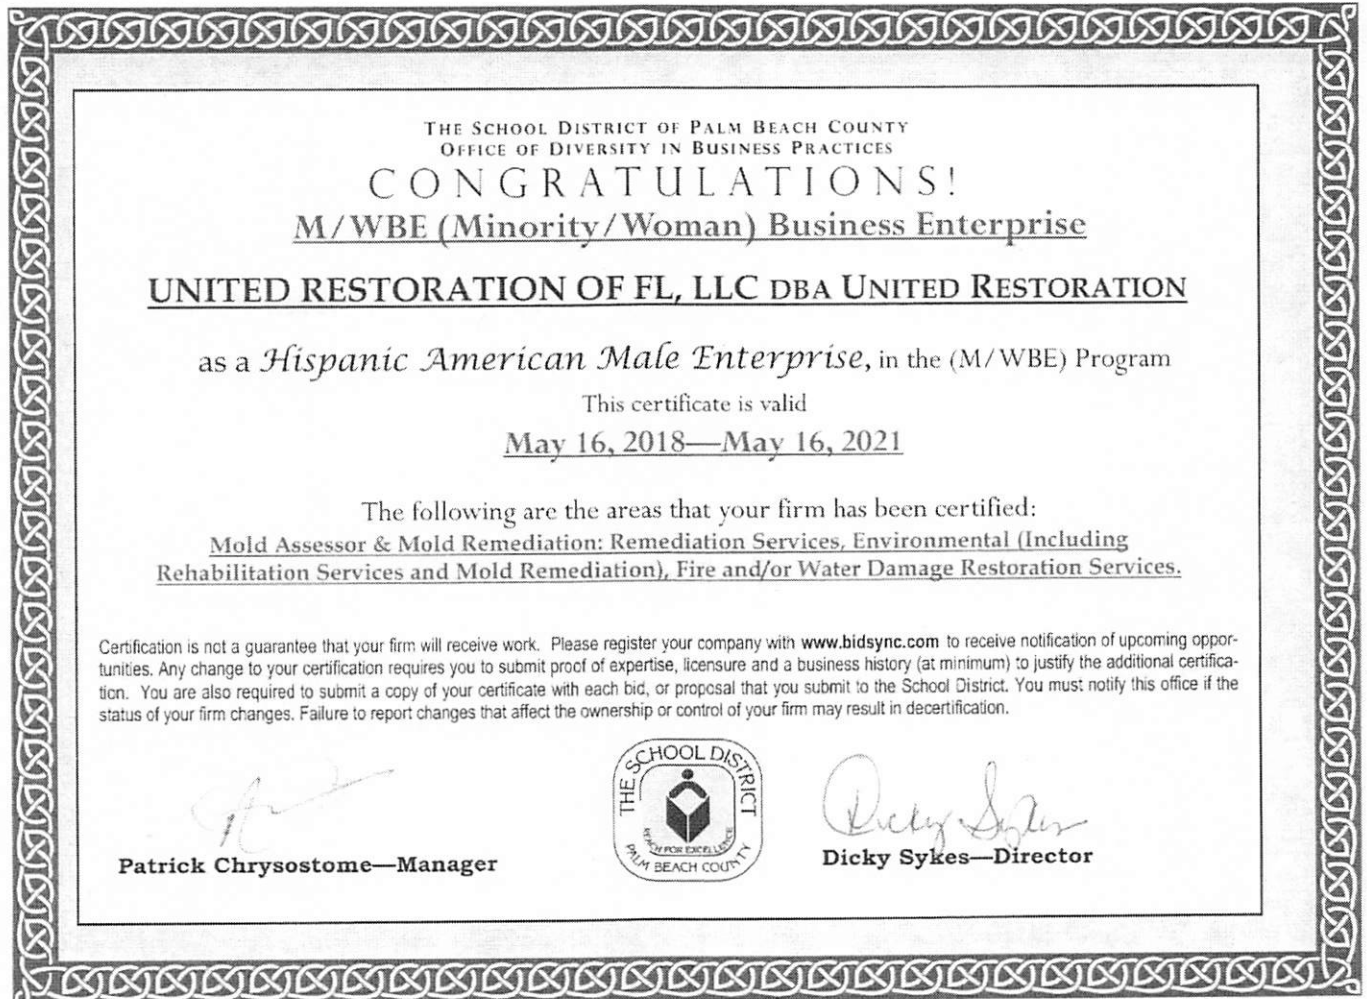 THE SCHOOL DISTRICT OF PALM BEACH COUNTY
OFFICE OF DIVERSITY IN BUSINESS PRACTICES
CONGRATULATIONS!
M/WBE (Minority/Woman) Business Enterprise
UNITED RESTORATION OF FL, LLC DBA UNITED RESTORATION
as a Hispanic American Male Enterprise, in the (M/WBE) Program
This certificate is valid
May 16, 2018—May 16, 2021
The following are the areas that your firm has been certified:
Mold Assessor & Mold Remediation: Remediation Services, Environmental (Including
Rehabilitation Services and Mold Remediation), Fire and/or Water Damage Restoration Services.
Certification is not a guarantee that your firm will receive work. Please register your company with www.bidsync.com to receive notification of upcoming oppor-
tunities. Any change to your certification requires you to submit proof of expertise, licensure and a business history (at minimum) to justify the additional certifica-
tion. You are also required to submit a copy of your certificate with each bid, or proposal that you submit to the School District. You must notify this office if the
status of your firm changes. Failure to report changes that affect the ownership or control of your firm may result in decertification.
THE SCHOOL DISTRICT
REACH FOR EXCELLENCE
PALM BEACH COUNTY
Dicky Sykes
Patrick Chrysostome—Manager
Dicky Sykes—Director